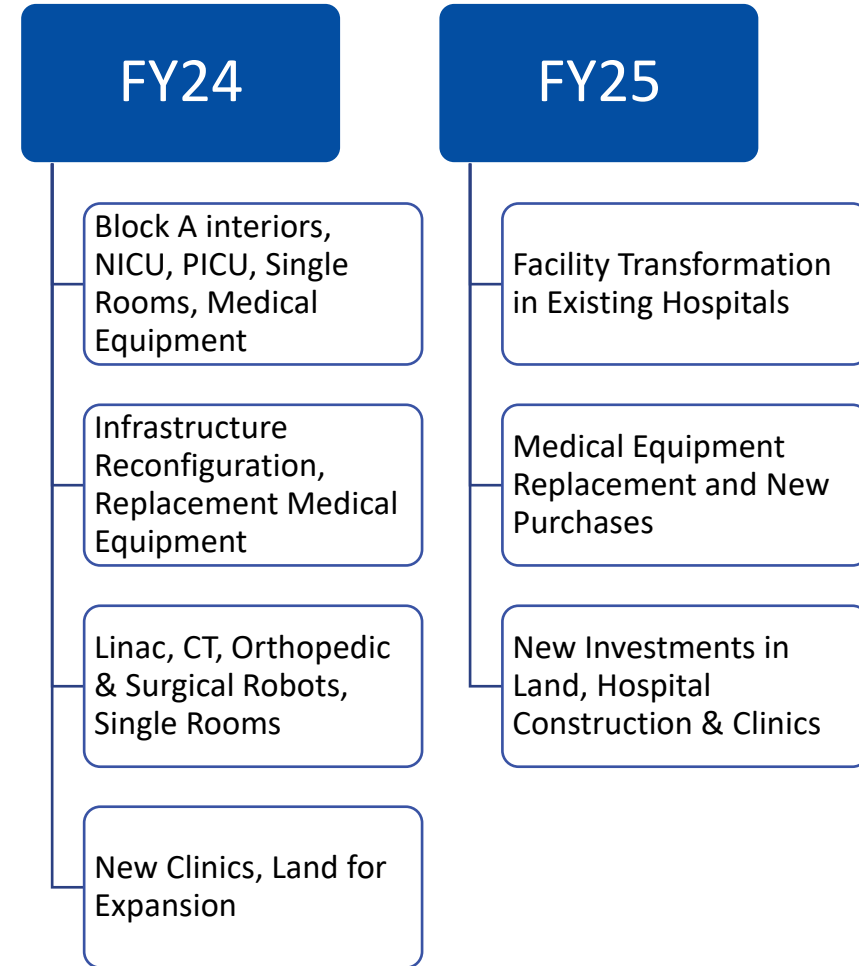 FY24
Block A interiors,
NICU, PICU, Single
Rooms, Medical
Equipment
Infrastructure
Reconfiguration,
Replacement Medical
Equipment
Linac, CT, Orthopedic
& Surgical Robots,
Single Rooms
New Clinics, Land for
Expansion
FY25
Facility Transformation
in Existing Hospitals
Medical Equipment
Replacement and New
Purchases
New Investments in
Land, Hospital
Construction & Clinics